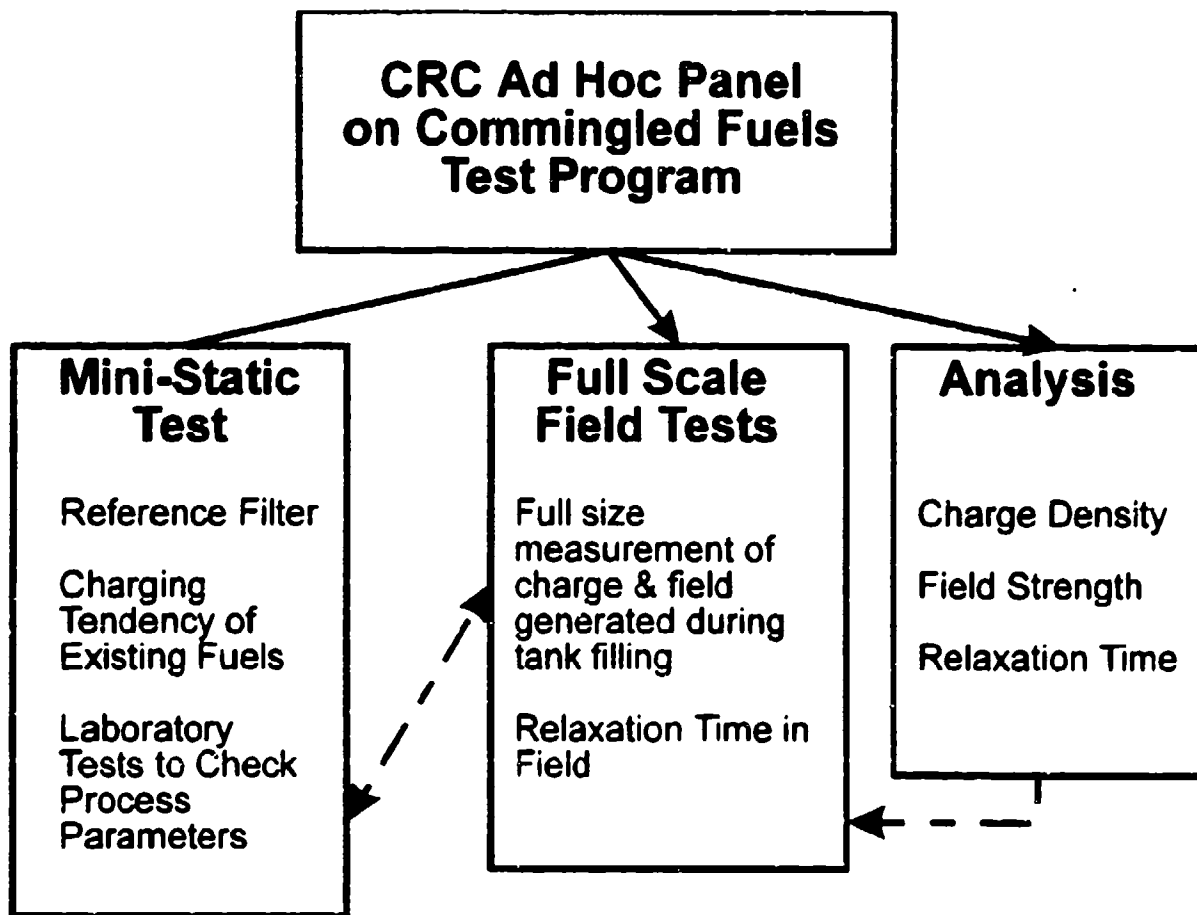 CRC Ad Hoc Panel
on Commingled Fuels
Test Program
Mini-Static
Test
Reference Filter
Charging
Tendency of
Existing Fuels
Laboratory
Tests to Check
Process
Parameters
Full Scale
Field Tests
Full size
measurement of
charge & field
generated during
tank filling
Relaxation Time in
Field
Analysis
Charge Density
Field Strength
Relaxation Time